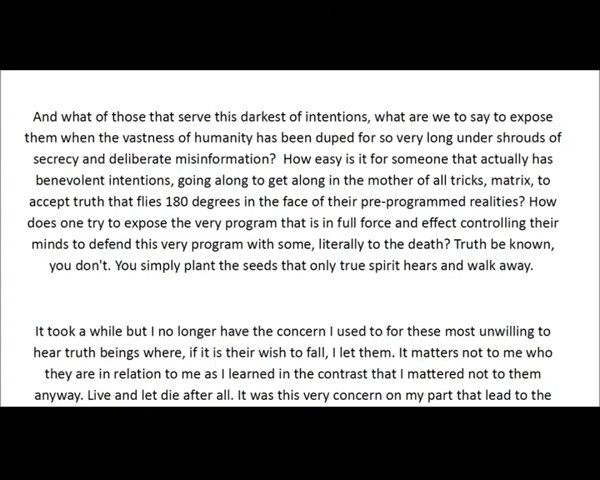 And what of those that serve this darkest of intentions, what are we to say to expose
them when the vastness of humanity has been duped for so very long under shrouds of
secrecy and deliberate misinformation?  How easy is it for someone that actually has
benevolent intentions, going along to get along in the mother of all tricks, matrix, to
accept truth that flies 180 degrees in the face of their pre-programmed realities? How
does one try to expose the very program that is in full force and effect controlling their
minds to defend this very program with some, literally to the death? Truth be known,
you don't. You simply plant the seeds that only true spirit hears and walk away.
It took a while but I no longer have the concern I used to for these most unwilling to
hear truth beings where, if it is their wish to fall, I let them. It matters not to me who
they are in relation to me as I learned in the contrast that I mattered not to them
anyway. Live and let die after all. It was this very concern on my part that lead to the